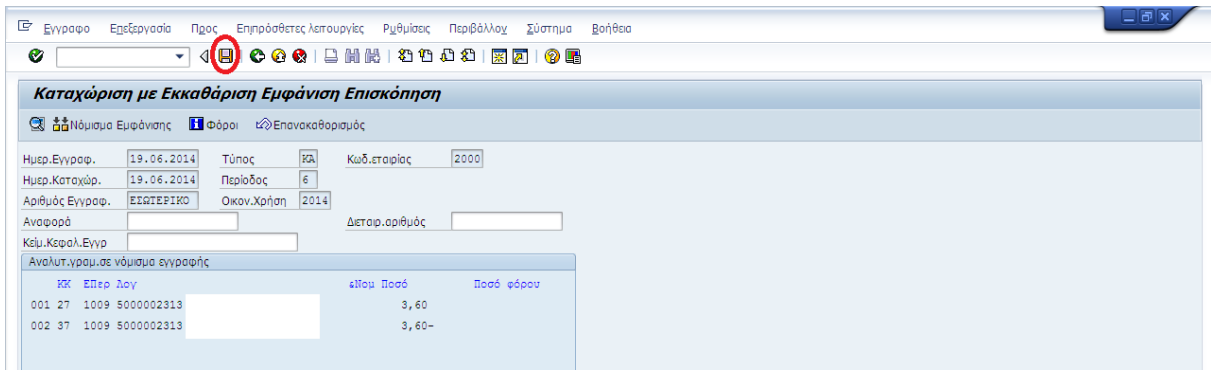 Εγγραφο Επεξεργασία Προς Επιπρόσθετες λειτουργίες Ρυθμίσεις Περιβάλλον Σύστημα Βοήθεια
Καταχώριση με Εκκαθάριση Εμφάνιση Επισκόπηση
Νόμισμα Εμφάνισης Φόροι Επανακαθορισμός
Ημερ.Εγγραφ. 19.06.2014 Τύπος KA Κωδ.εταιρίας 2000
Ημερ.Καταχώρ. 19.06.2014 Περίοδος 6
Αριθμός Εγγραφ. ΕΣΩΤΕΡΙΚΟ Οικον.Χρήση 2014
Αναφορά Διεταιρ.αριθμός
Κείμ.Κεφαλ.Εγγρ
Αναλυτ.γραμ.σε νόμισμα εγγραφής
ΚΚ ΕΠερ Λογ εΝομ Ποσό Ποσό φόρου
001 27 1009 5000002313 3,60
002 37 1009 5000002313 3,60-